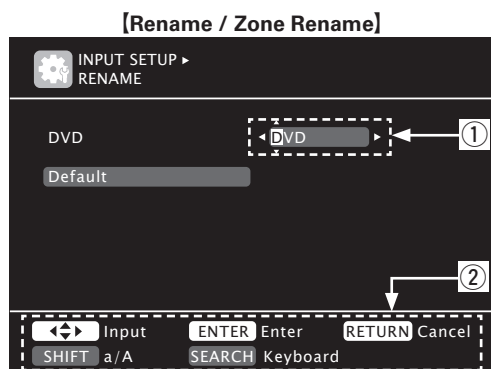 【Rename / Zone Rename】
INPUT SETUP ▸
RENAME
DVD ◂ DVD ▸ ①
Default
②
Input ENTER Enter RETURN Cancel
SHIFT a/A SEARCH Keyboard